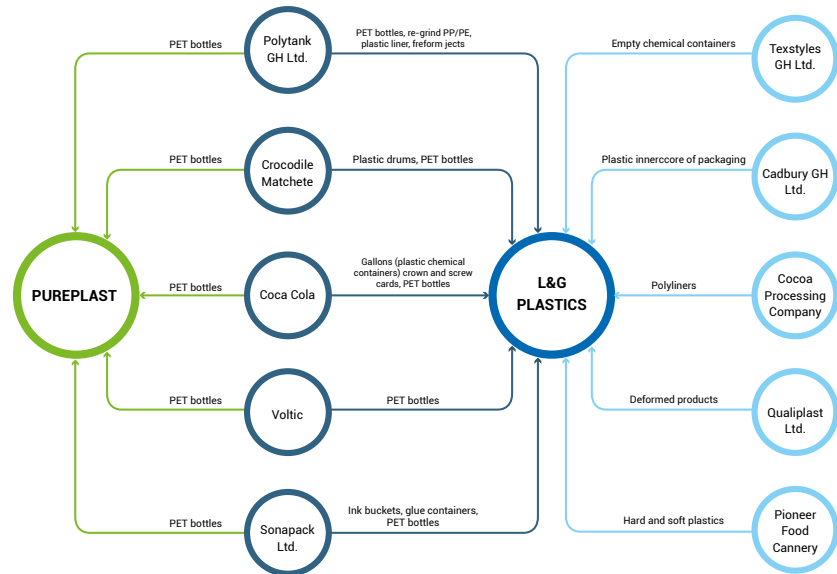 PET bottles
Polytank
GH Ltd.
PET bottles, re-grind PP/PE,
plastic liner, freform jects
Empty chemical containers
Texstyles
GH Ltd.
PET bottles
Crocodile
Matchete
Plastic drums, PET bottles
Plastic innerccore of packaging
Cadbury GH
Ltd.
PUREPLAST
PET bottles
Coca Cola
Gallons (plastic chemical
containers) crown and screw
cards, PET bottles
L&G
PLASTICS
Polyliners
Cocoa
Processing
Company
PET bottles
Voltic
PET bottles
Deformed products
Qualiplast
Ltd.
PET bottles
Sonapack
Ltd.
Ink buckets, glue containers,
PET bottles
Hard and soft plastics
Pioneer
Food
Cannery